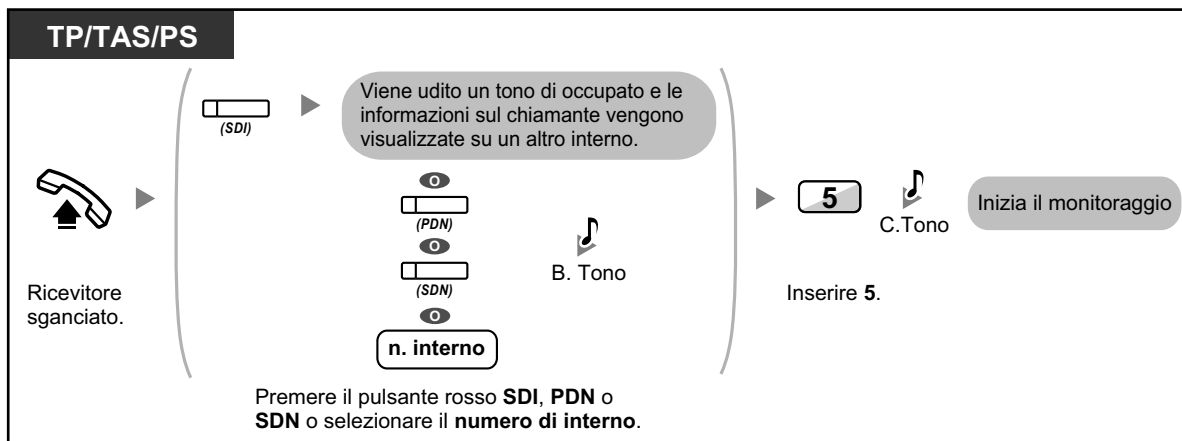 TP/TAS/PS
Ricevitore
sganciato.
(SDI)
Viene udito un tono di occupato e le
informazioni sul chiamante vengono
visualizzate su un altro interno.
O
(PDN)
O
(SDN)
O
n. interno
B. Tono
Premere il pulsante rosso SDI, PDN o
SDN o selezionare il numero di interno.
5
Inserire 5.
C.Tono
Inizia il monitoraggio